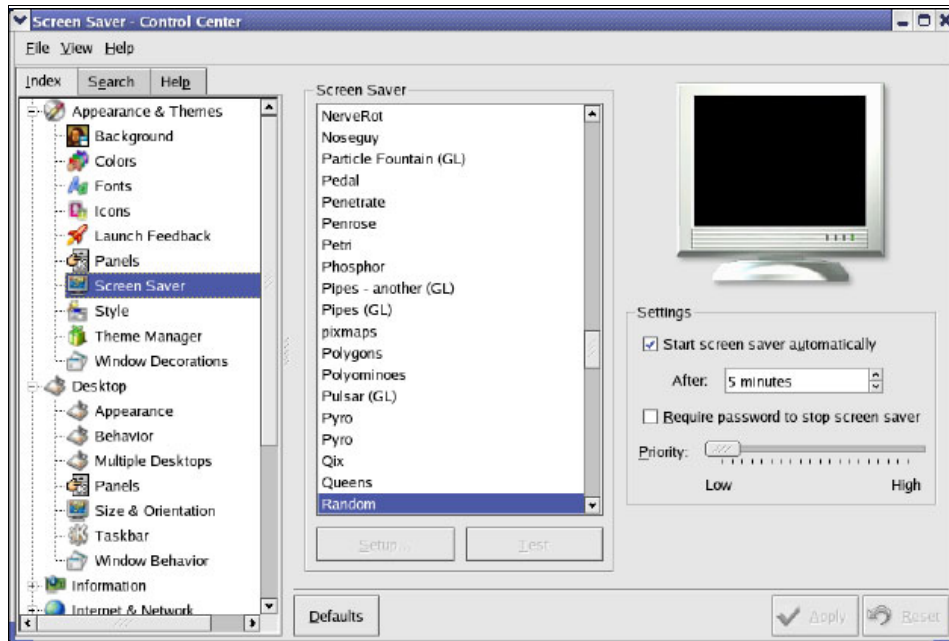 Screen Saver - Control Center
File View Help
Index Search Help
Appearance & Themes
Background
Colors
Fonts
Icons
Launch Feedback
Panels
Screen Saver
Style
Theme Manager
Window Decorations
Desktop
Appearance
Behavior
Multiple Desktops
Panels
Size & Orientation
Taskbar
Window Behavior
Information
Internet & Network
Screen Saver
NerveRot
Noseguy
Particle Fountain (GL)
Pedal
Penetrate
Penrose
Petri
Phosphor
Pipes - another (GL)
Pipes (GL)
pixmaps
Polygons
Polyominoes
Pulsar (GL)
Pyro
Pyro
Qix
Queens
Random
Setup...
Test
Settings
Start screen saver automatically
After: 5 minutes
Require password to stop screen saver
Priority:
Low High
Defaults
Apply
Reset